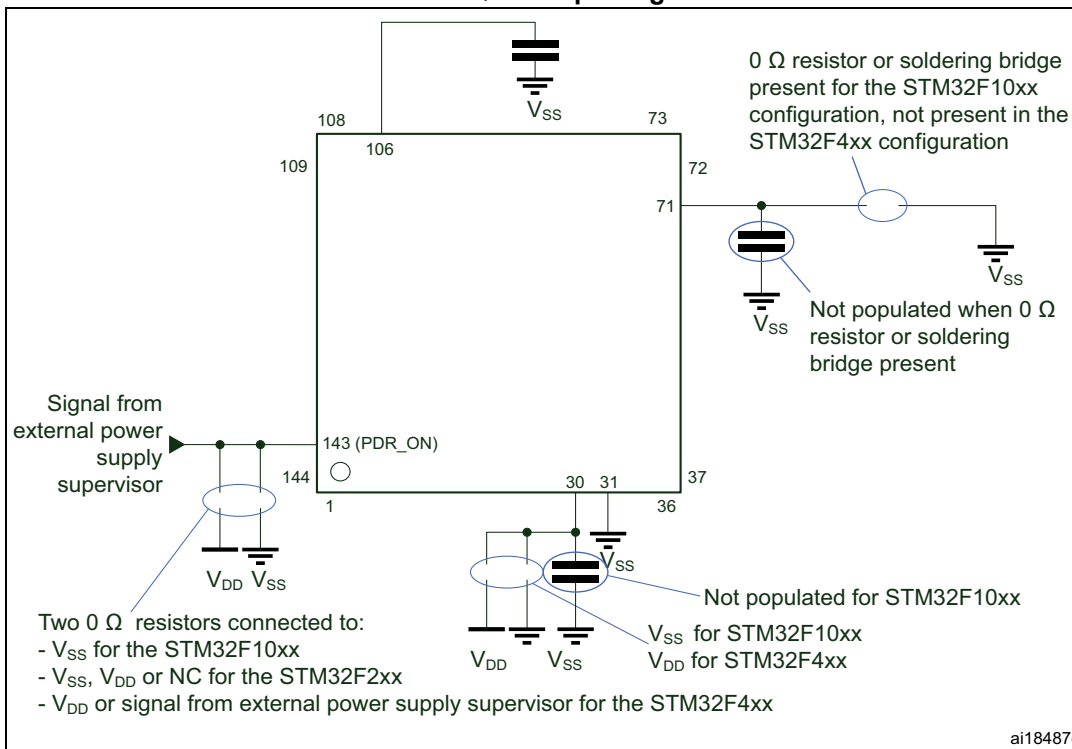 V_SS
0 Ω resistor or soldering bridge
present for the STM32F10xx
configuration, not present in the
STM32F4xx configuration
108
73
106
109
72
71
V_SS
V_SS
Not populated when 0 Ω
resistor or soldering
bridge present
Signal from
external power
supply
supervisor
143 (PDR_ON)
144
1
30
31
37
36
V_DD
V_SS
V_SS
Not populated for STM32F10xx
V_SS for STM32F10xx
V_DD for STM32F4xx
V_DD
V_SS
Two 0 Ω resistors connected to:
- V_SS for the STM32F10xx
- V_SS, V_DD or NC for the STM32F2xx
- V_DD or signal from external power supply supervisor for the STM32F4xx